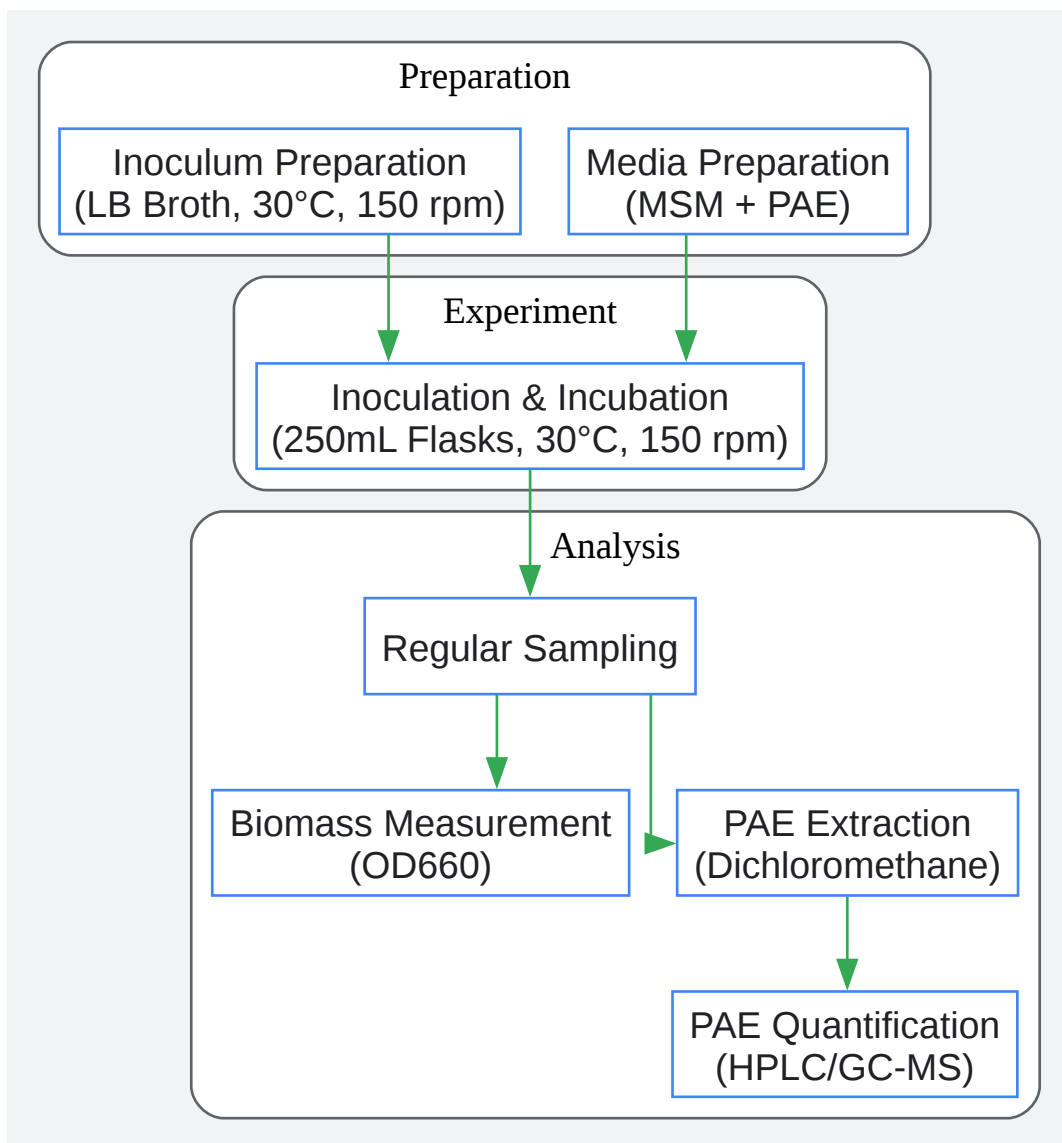 Preparation
Inoculum Preparation
(LB Broth, 30°C, 150 rpm)
Media Preparation
(MSM + PAE)
Experiment
Inoculation & Incubation
(250mL Flasks, 30°C, 150 rpm)
Analysis
Regular Sampling
Biomass Measurement
(OD660)
PAE Extraction
(Dichloromethane)
PAE Quantification
(HPLC/GC-MS)